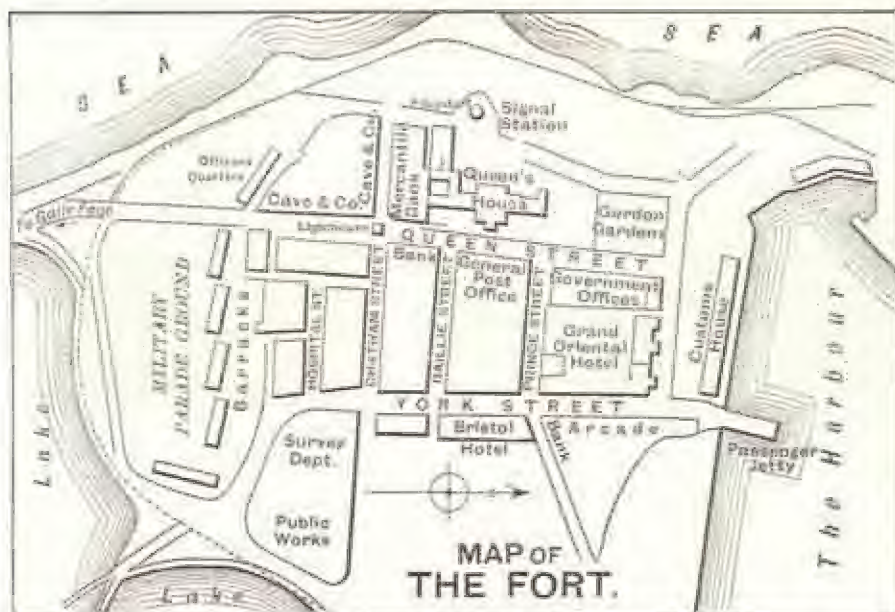 SEA
SEA
Signal
Station
Officers
Quarters
Cave & Co.
Cave & Co.
Mercantile
Bank
Queen's
House
Gordon
Gardens
To Galle Face
Lighthouse
QUEEN STREET
Bank
General
Post
Office
Government
Offices
MILITARY
PARADE GROUND
Barracks
HOSPITAL ST.
CHATHAM STREET
BAILLIE STREET
PRINCE STREET
Grand
Oriental
Hotel
Customs
House
The Harbour
YORK STREET
Bristol
Hotel
Bank
Arcade
Passenger
Jetty
Survey
Dept.
Public
Works
Lake
Lake
MAP OF
THE FORT.